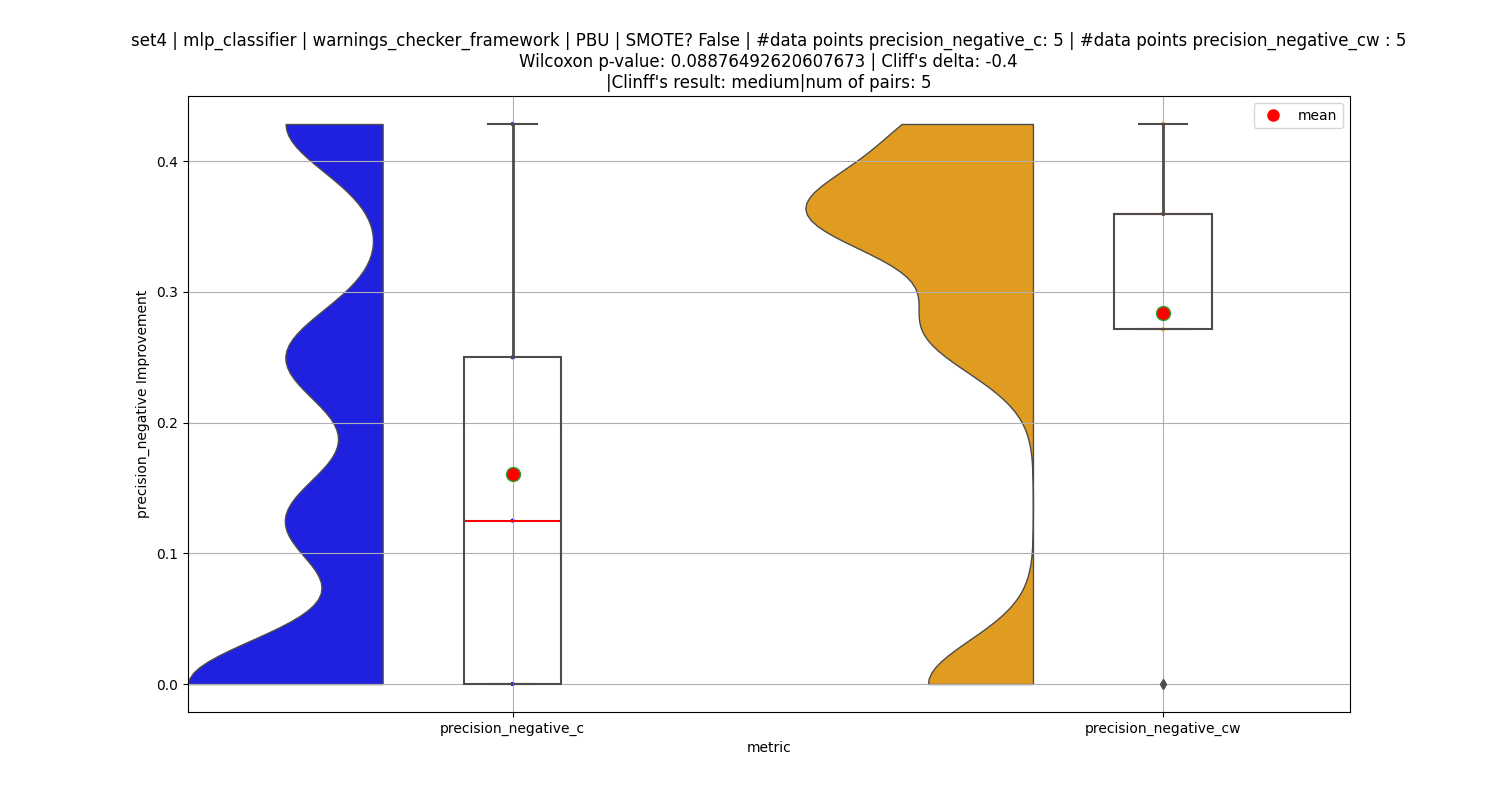 set4 | mlp_classifier | warnings_checker_framework | PBU | SMOTE? False | #data points precision_negative_c: 5 | #data points precision_negative_cw : 5
Wilcoxon p-value: 0.08876492620607673 | Cliff's delta: -0.4
|Clinff's result: medium|num of pairs: 5
mean
precision_negative Improvement
0.4
0.3
0.2
0.1
0.0
precision_negative_c
precision_negative_cw
metric